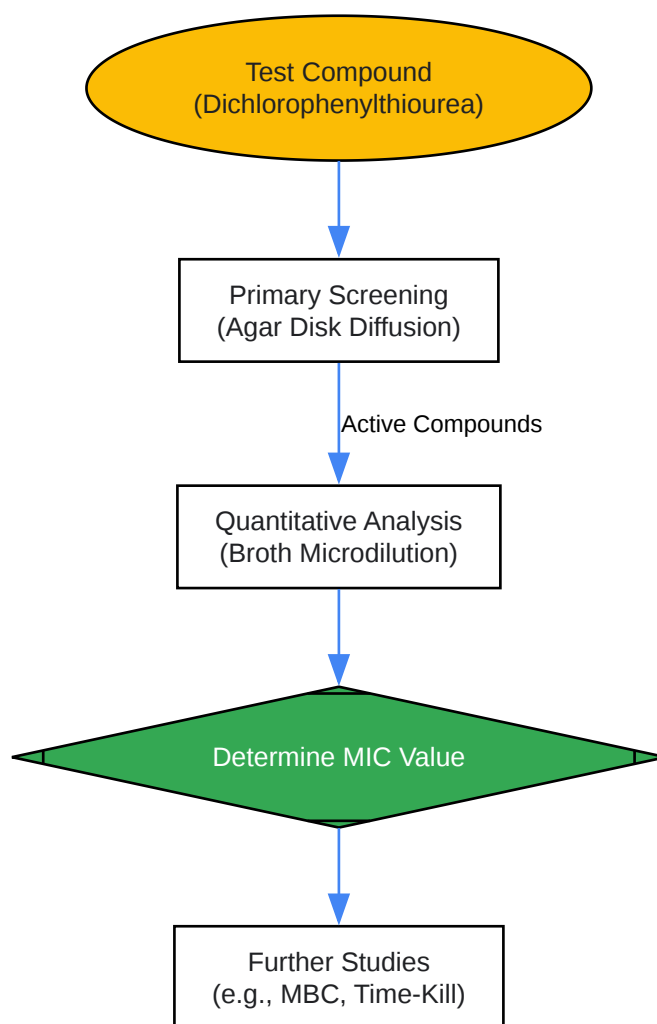 Test Compound
(Dichlorophenylthiourea)
Primary Screening
(Agar Disk Diffusion)
Active Compounds
Quantitative Analysis
(Broth Microdilution)
Determine MIC Value
Further Studies
(e.g., MBC, Time-Kill)